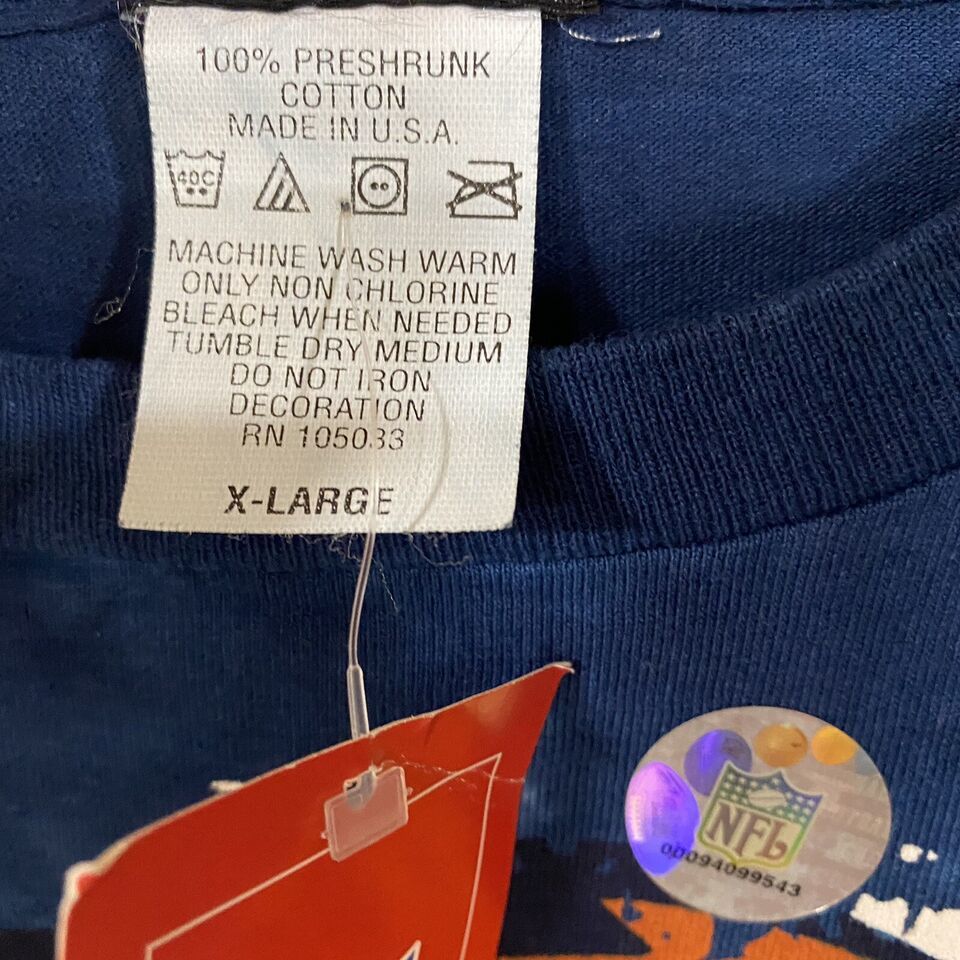 100% PRESHRUNK
COTTON
MADE IN U.S.A.
40C
MACHINE WASH WARM
ONLY NON CHLORINE
BLEACH WHEN NEEDED
TUMBLE DRY MEDIUM
DO NOT IRON
DECORATION
RN 105033
X-LARGE
NFL
00094099543